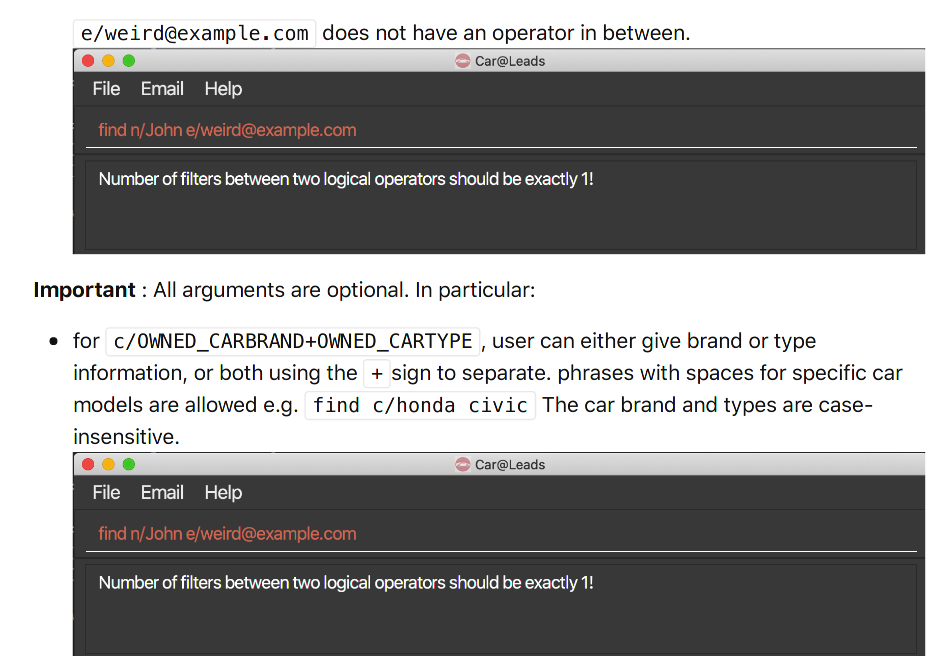 e/weird@example.com does not have an operator in between.
Car@Leads
File Email Help
find n/John e/weird@example.com
Number of filters between two logical operators should be exactly 1!
Important : All arguments are optional. In particular:
• for c/OWNED_CARBRAND+OWNED_CARTYPE, user can either give brand or type
information, or both using the + sign to separate. phrases with spaces for specific car
models are allowed e.g. find c/honda civic The car brand and types are case-
insensitive.
Car@Leads
File Email Help
find n/John e/weird@example.com
Number of filters between two logical operators should be exactly 1!